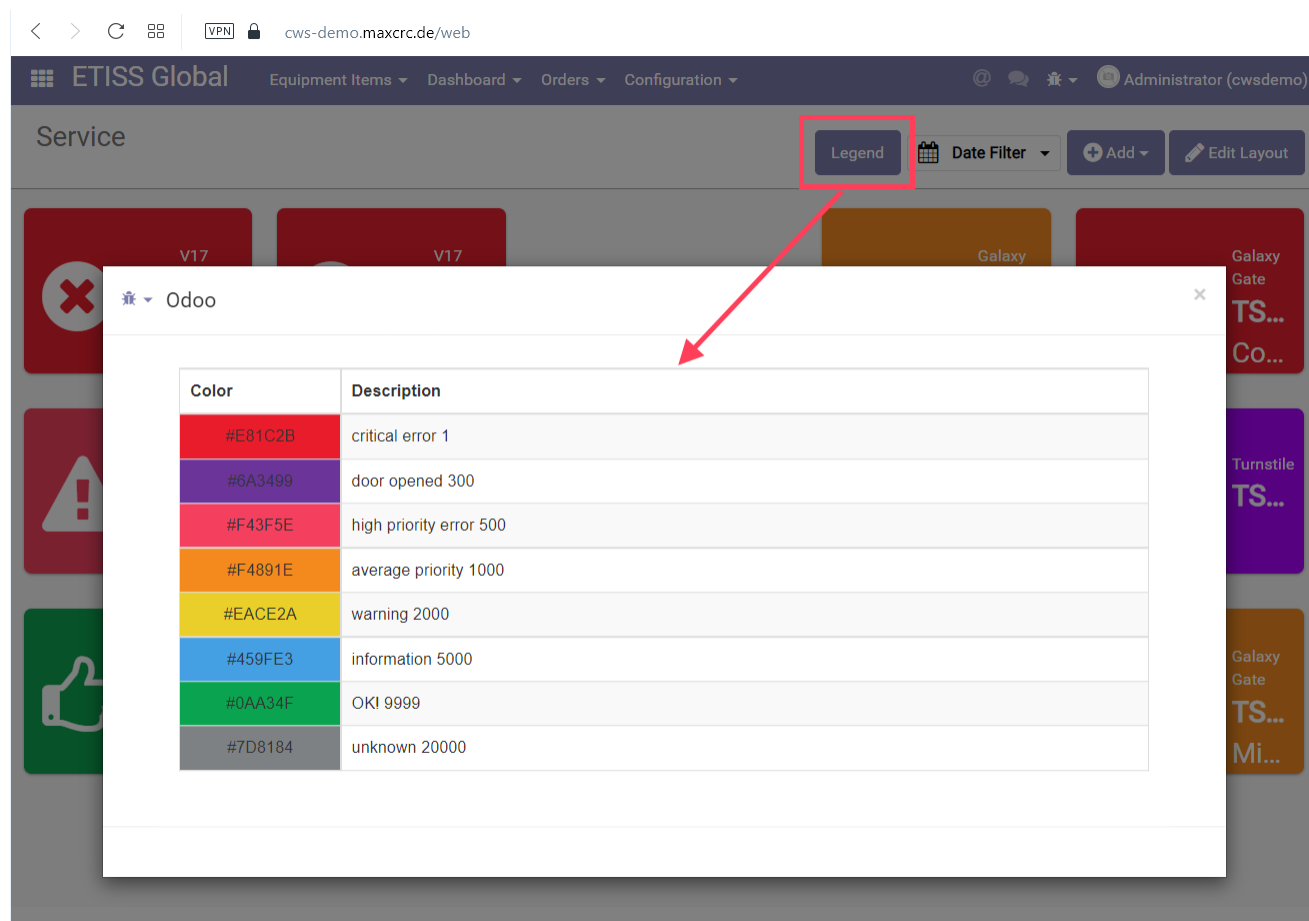 VPN
cws-demo.maxcrc.de/web
ETISS Global Equipment Items Dashboard Orders Configuration @ Administrator (cwsdemo)
Service
Legend Date Filter Add Edit Layout
V17 V17 Galaxy Galaxy
Gate
TS...
Co...
Odoo ×
Color Description
#E81C2B critical error 1
#6A3499 door opened 300
#F43F5E high priority error 500
#F4891E average priority 1000
#EACE2A warning 2000
#459FE3 information 5000
#0AA34F OK! 9999
#7D8184 unknown 20000
Turnstile
TS...
Galaxy
Gate
TS...
Mi...